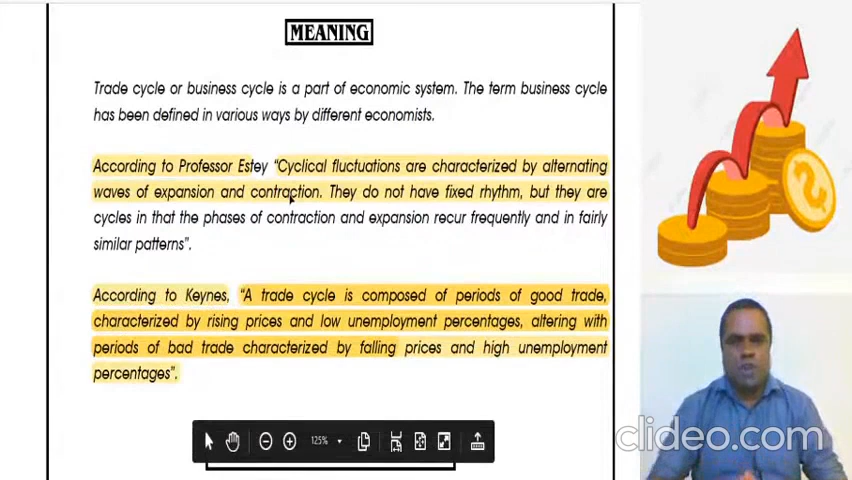 MEANING
Trade cycle or business cycle is a part of economic system. The term business cycle
has been defined in various ways by different economists.
According to Professor Estey "Cyclical fluctuations are characterized by alternating
waves of expansion and contraction. They do not have fixed rhythm, but they are
cycles in that the phases of contraction and expansion recur frequently and in fairly
similar patterns".
According to Keynes, "A trade cycle is composed of periods of good trade,
characterized by rising prices and low unemployment percentages, altering with
periods of bad trade characterized by falling prices and high unemployment
percentages".
125%
clideo.com